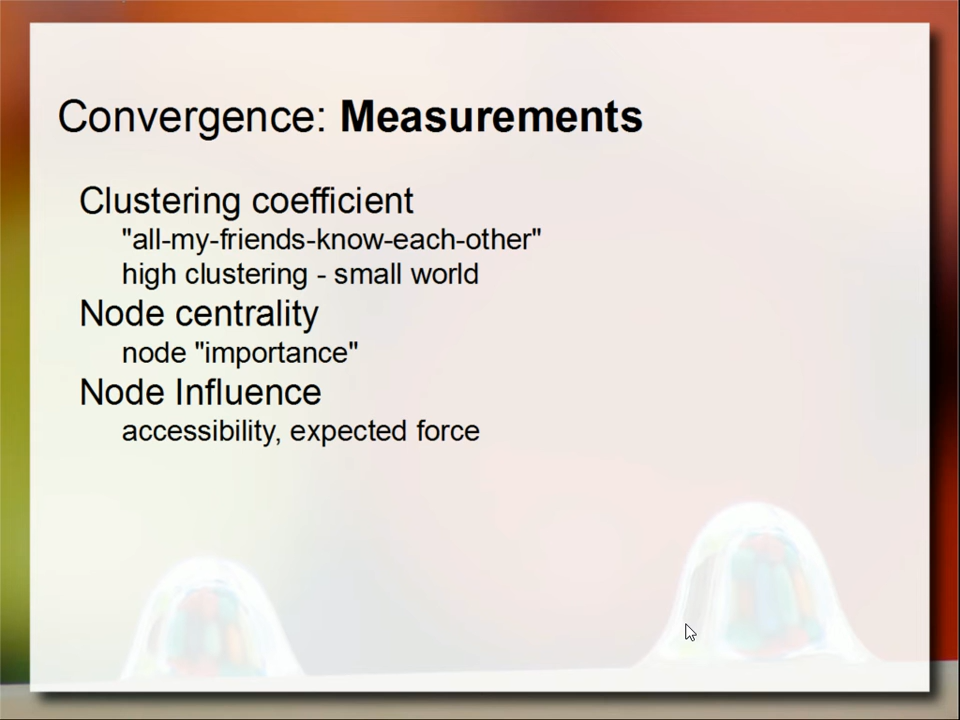 Convergence: Measurements
Clustering coefficient
"all-my-friends-know-each-other"
high clustering - small world
Node centrality
node "importance"
Node Influence
accessibility, expected force